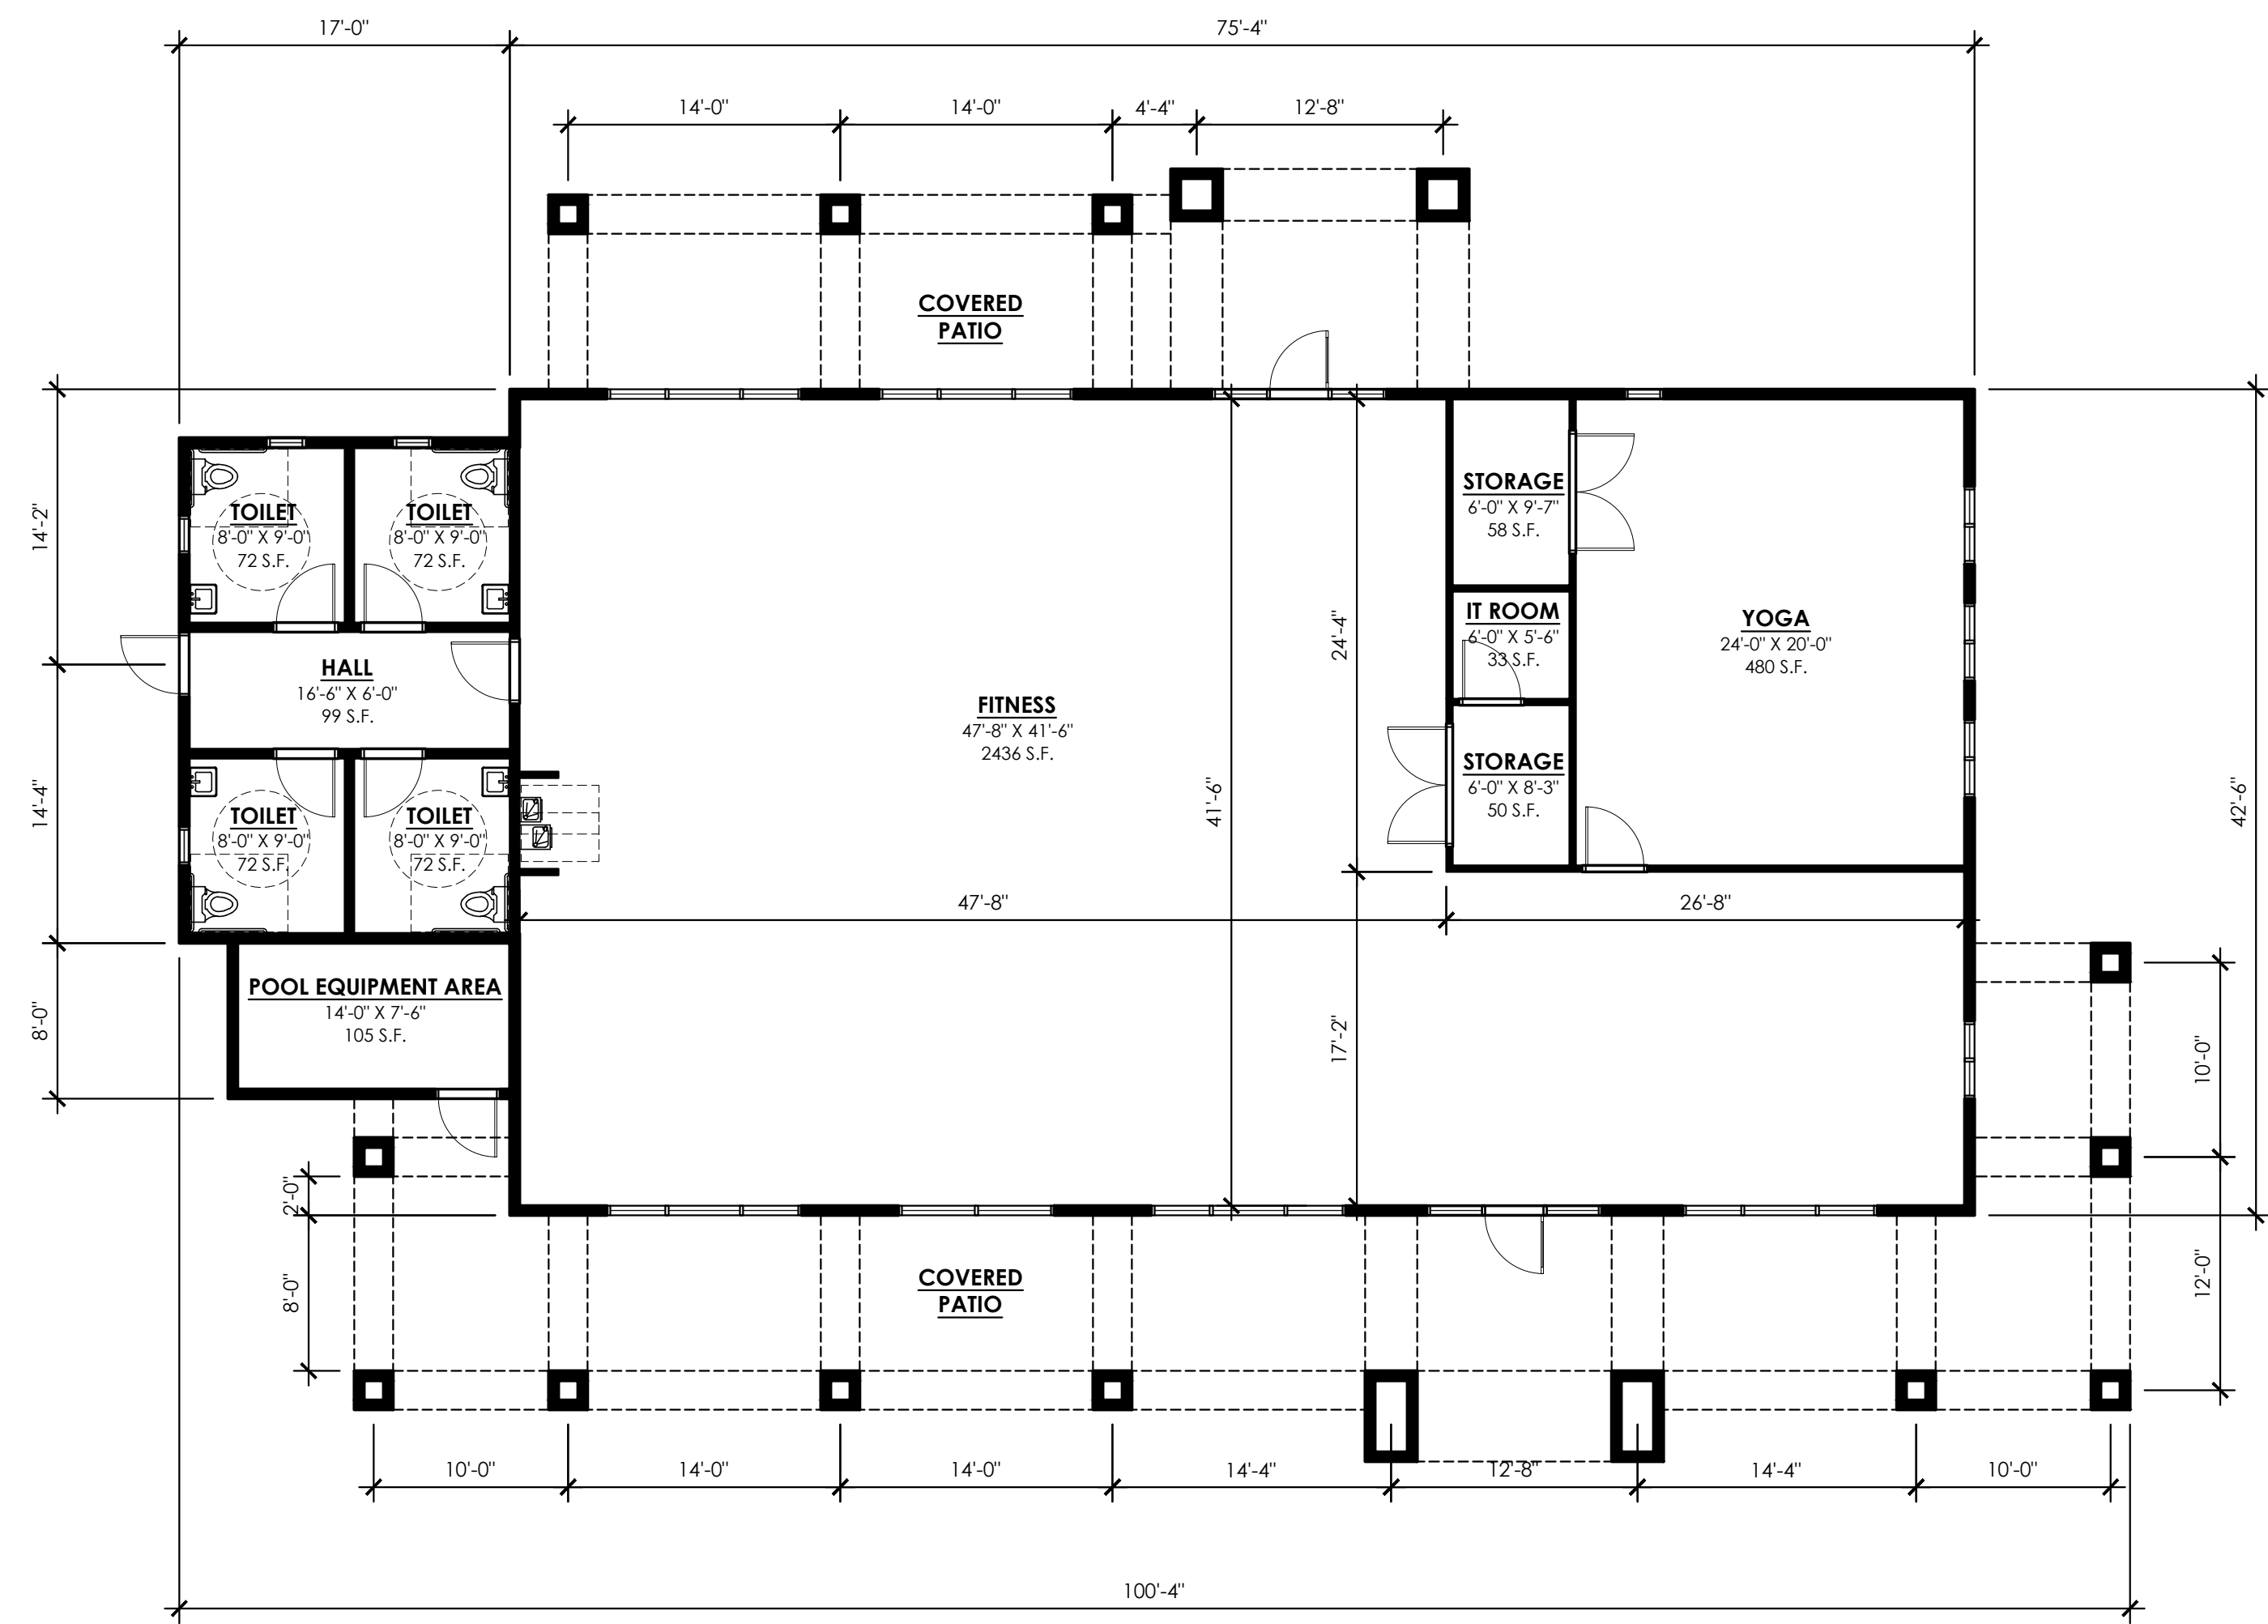 17'-0"
75'-4"
14'-0"
14'-0"
4'-4"
12'-8"
COVERED
PATIO
14'-2"
14'-4"
8'-0"
TOILET
8'-0" X 9'-0"
72 S.F.
TOILET
8'-0" X 9'-0"
72 S.F.
HALL
16'-6" X 6'-0"
99 S.F.
TOILET
8'-0" X 9'-0"
72 S.F.
TOILET
8'-0" X 9'-0"
72 S.F.
POOL EQUIPMENT AREA
14'-0" X 7'-6"
105 S.F.
FITNESS
47'-8" X 41'-6"
2436 S.F.
41'-6"
24'-4"
17'-2"
47'-8"
26'-8"
STORAGE
6'-0" X 9'-7"
58 S.F.
IT ROOM
6'-0" X 5'-6"
33 S.F.
STORAGE
6'-0" X 8'-3"
50 S.F.
YOGA
24'-0" X 20'-0"
480 S.F.
42'-6"
10'-0"
12'-0"
2'-0"
8'-0"
COVERED
PATIO
10'-0"
14'-0"
14'-0"
14'-4"
12'-8"
14'-4"
10'-0"
100'-4"